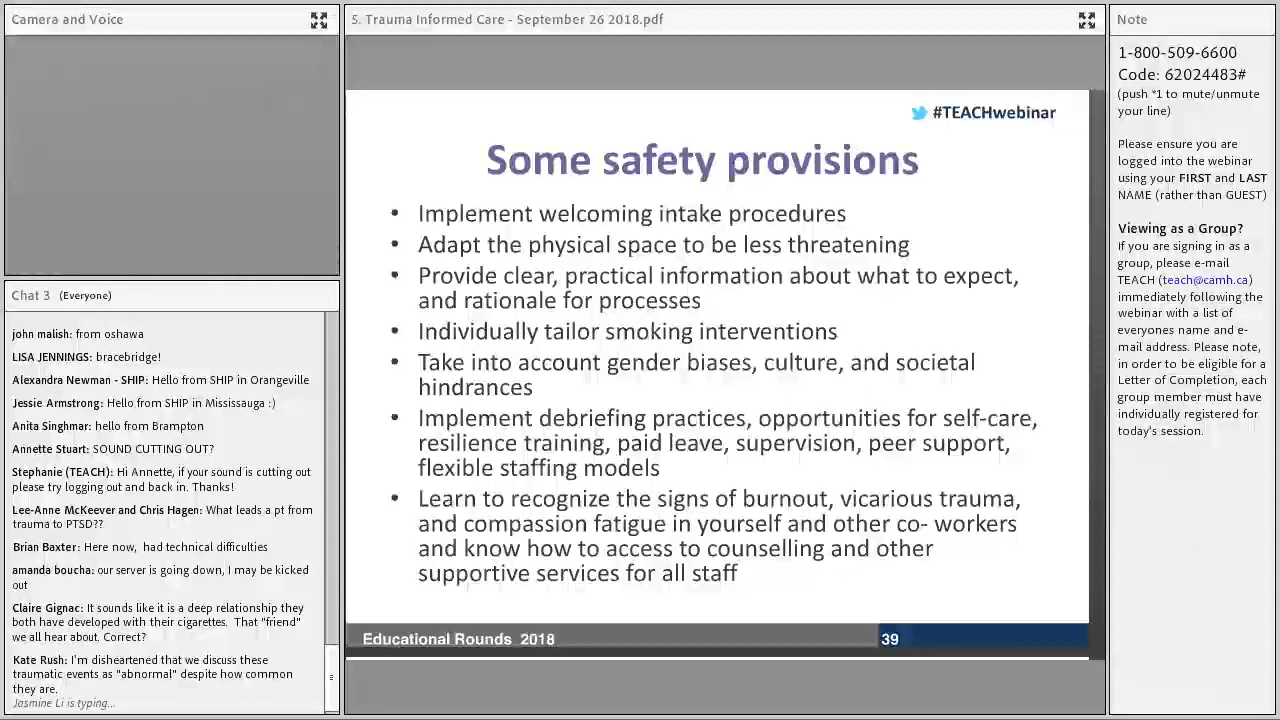 Camera and Voice
Chat 3 (Everyone)
john malish: from oshawa
LISA JENNINGS: bracebridge!
Alexandra Newman - SHIP: Hello from SHIP in Orangeville
Jessie Armstrong: Hello from SHIP in Mississauga :)
Anita Singhmar: hello from Brampton
Annette Stuart: SOUND CUTTING OUT?
Stephanie (TEACH): Hi Annette, if your sound is cutting out
please try logging out and back in. Thanks!
Lee-Anne McKeever and Chris Hagen: What leads a pt from
trauma to PTSD??
Brian Baxter: Here now, had technical difficulties
amanda boucha: our server is going down, I may be kicked
out
Claire Gignac: It sounds like it is a deep relationship they
both have developed with their cigarettes. That "friend"
we all hear about. Correct?
Kate Rush: I'm disheartened that we discuss these
traumatic events as "abnormal" despite how common
they are.
Jasmine Li is typing...
5. Trauma Informed Care - September 26 2018.pdf
#TEACHwebinar
Some safety provisions
• Implement welcoming intake procedures
• Adapt the physical space to be less threatening
• Provide clear, practical information about what to expect,
and rationale for processes
• Individually tailor smoking interventions
• Take into account gender biases, culture, and societal
hindrances
• Implement debriefing practices, opportunities for self-care,
resilience training, paid leave, supervision, peer support,
flexible staffing models
• Learn to recognize the signs of burnout, vicarious trauma,
and compassion fatigue in yourself and other co- workers
and know how to access to counselling and other
supportive services for all staff
Educational Rounds 2018
39
Note
1-800-509-6600
Code: 62024483#
(push *1 to mute/unmute
your line)
Please ensure you are
logged into the webinar
using your FIRST and LAST
NAME (rather than GUEST)
Viewing as a Group?
If you are signing in as a
group, please e-mail
TEACH (teach@camh.ca)
immediately following the
webinar with a list of
everyones name and e-
mail address. Please note,
in order to be eligible for a
Letter of Completion, each
group member must have
individually registered for
today's session.